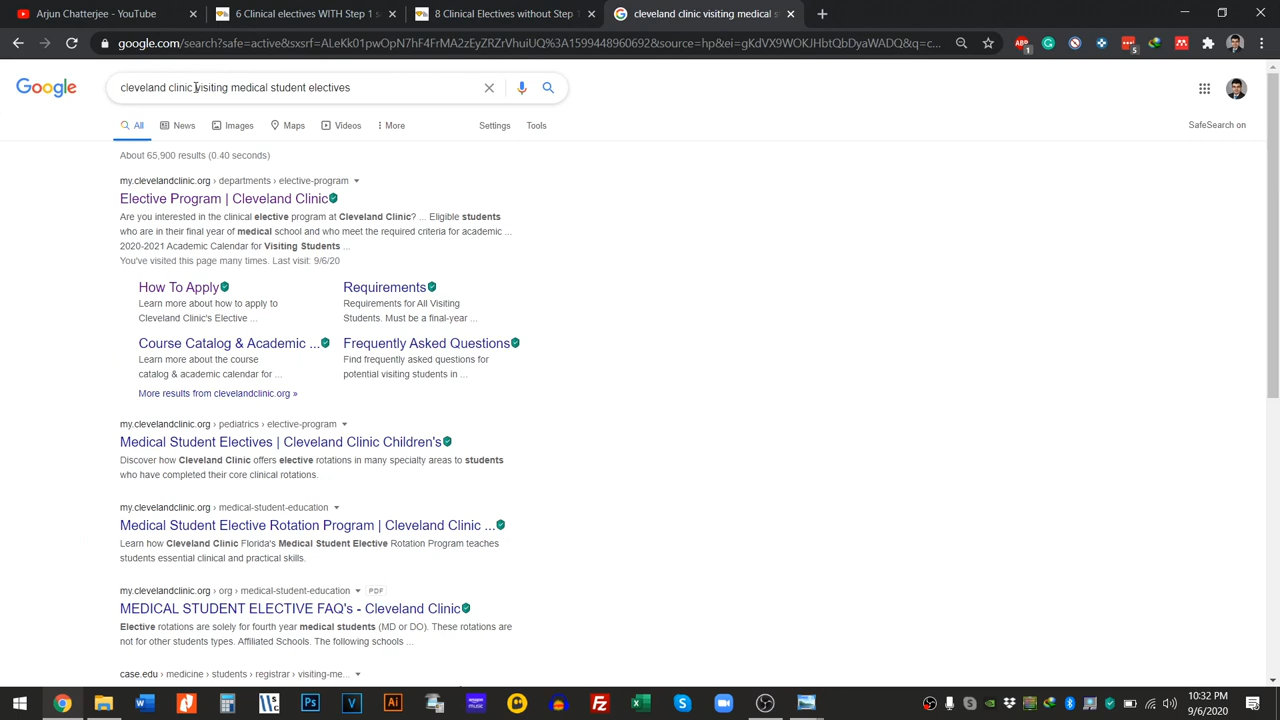 Arjun Chatterjee - YouTube
6 Clinical Electives WITH Step 1 s
8 Clinical Electives without Step 1
cleveland clinic visiting medical s
google.com/search?safe=active&sxsrf=ALeKk01pwOpN7hF4FrMA2zEyZRZrVhuiUQ%3A1599448960692&source=hp&ei=gKdVX9WOKJHbtQbDyaWADQ&q=c...
Google
cleveland clinic visiting medical student electives
All
News
Images
Maps
Videos
More
Settings
Tools
SafeSearch on
About 65,900 results (0.40 seconds)
my.clevelandclinic.org › departments › elective-program
Elective Program | Cleveland Clinic
Are you interested in the clinical elective program at Cleveland Clinic? ... Eligible students
who are in their final year of medical school and who meet the required criteria for academic ...
2020-2021 Academic Calendar for Visiting Students ...
You've visited this page many times. Last visit: 9/6/20
How To Apply
Learn more about how to apply to
Cleveland Clinic's Elective ...
Requirements
Requirements for All Visiting
Students. Must be a final-year ...
Course Catalog & Academic ...
Learn more about the course
catalog & academic calendar for ...
Frequently Asked Questions
Find frequently asked questions for
potential visiting students in ...
More results from clevelandclinic.org »
my.clevelandclinic.org › pediatrics › elective-program
Medical Student Electives | Cleveland Clinic Children's
Discover how Cleveland Clinic offers elective rotations in many specialty areas to students
who have completed their core clinical rotations.
my.clevelandclinic.org › medical-student-education
Medical Student Elective Rotation Program | Cleveland Clinic ...
Learn how Cleveland Clinic Florida's Medical Student Elective Rotation Program teaches
students essential clinical and practical skills.
my.clevelandclinic.org › org › medical-student-education PDF
MEDICAL STUDENT ELECTIVE FAQ's - Cleveland Clinic
Elective rotations are solely for fourth year medical students (MD or DO). These rotations are
not for other students types. Affiliated Schools. The following schools ...
case.edu › medicine › students › registrar › visiting-me...
10:32 PM
9/6/2020